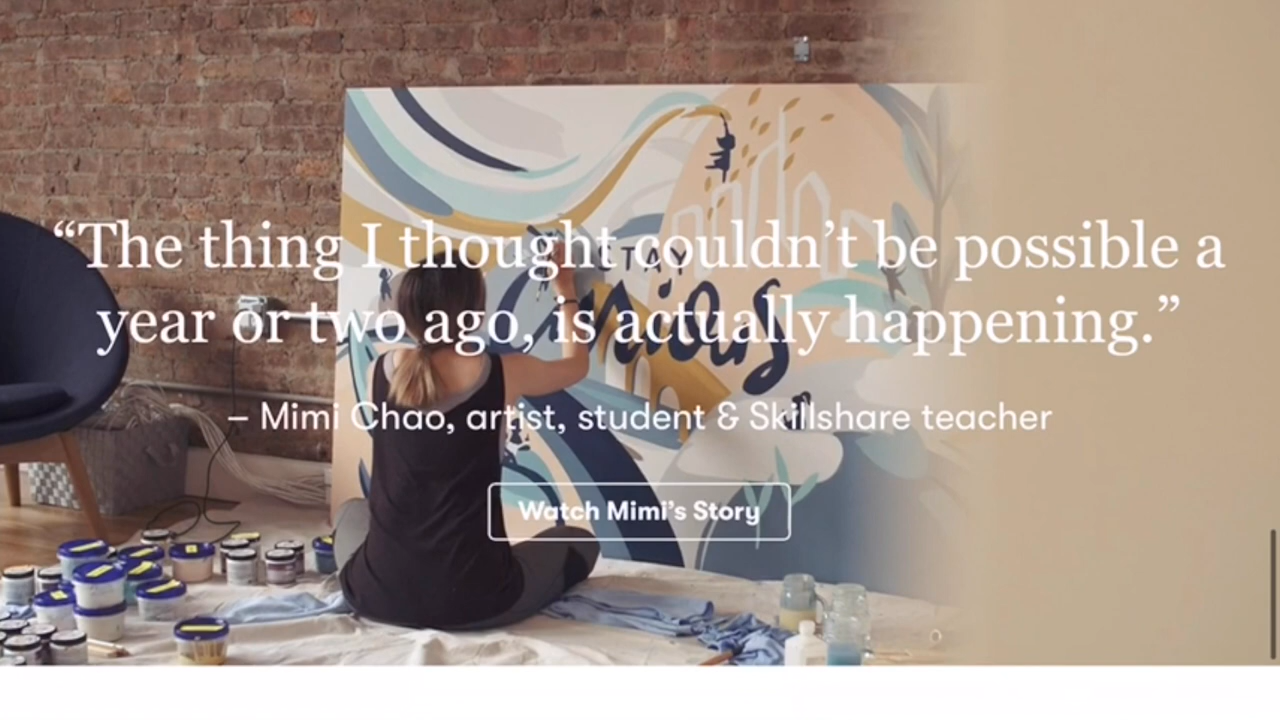 “The thing I thought couldn’t be possible a
year or two ago, is actually happening.”
– Mimi Chao, artist, student & Skillshare teacher
Watch Mimi’s Story